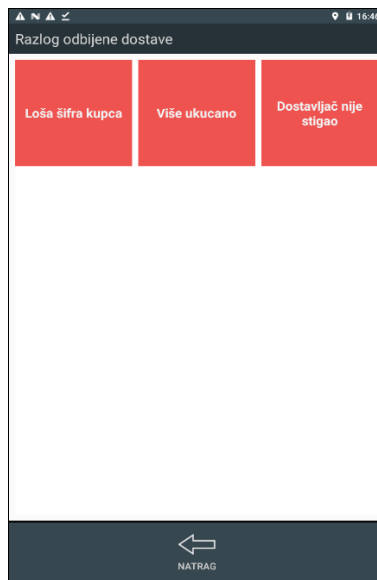 16:46
Razlog odbijene dostave
Loša šifra kupca
Više ukucano
Dostavljač nije
stigao
NATRAG